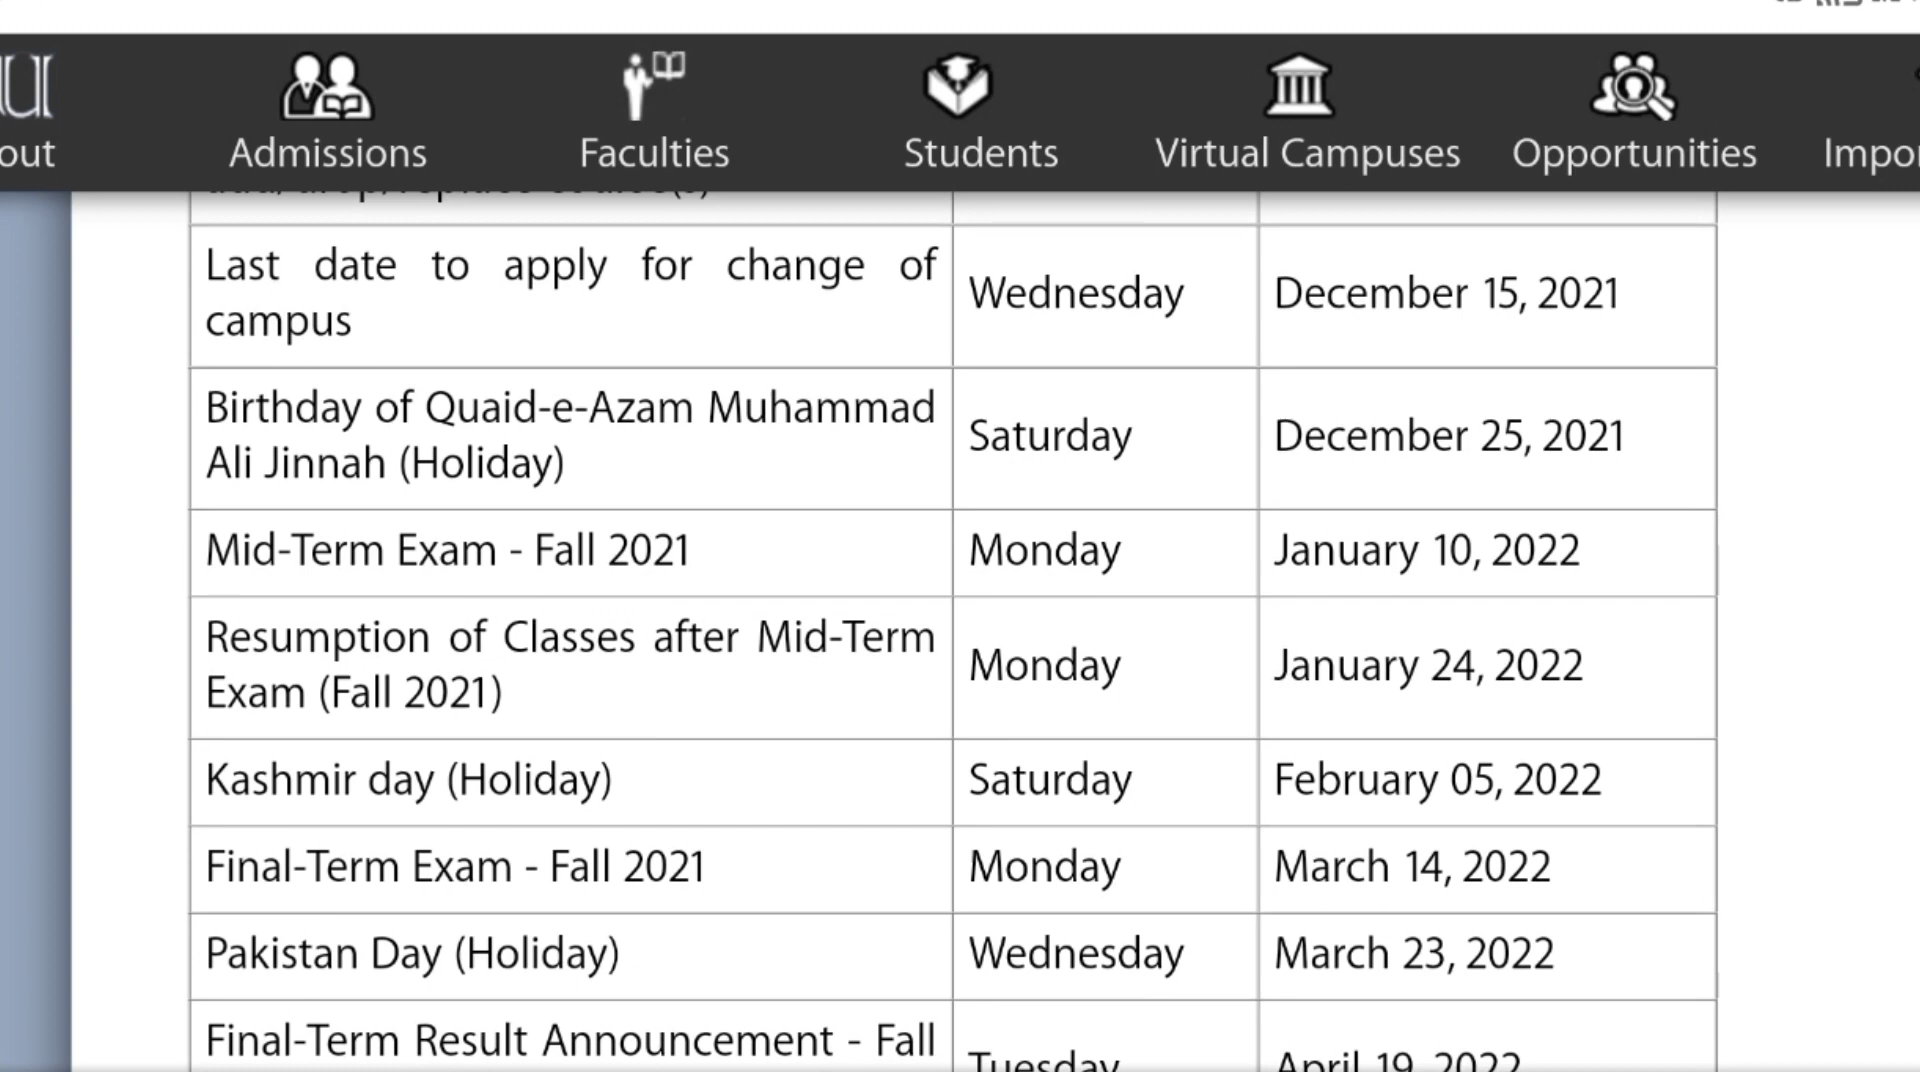 Admissions
Faculties
Students
Virtual Campuses
Opportunities
Last date to apply for change of
campus
Wednesday
December 15, 2021
Birthday of Quaid-e-Azam Muhammad
Ali Jinnah (Holiday)
Saturday
December 25, 2021
Mid-Term Exam - Fall 2021
Monday
January 10, 2022
Resumption of Classes after Mid-Term
Exam (Fall 2021)
Monday
January 24, 2022
Kashmir day (Holiday)
Saturday
February 05, 2022
Final-Term Exam - Fall 2021
Monday
March 14, 2022
Pakistan Day (Holiday)
Wednesday
March 23, 2022
Final-Term Result Announcement - Fall
Tuesday
April 19, 2022